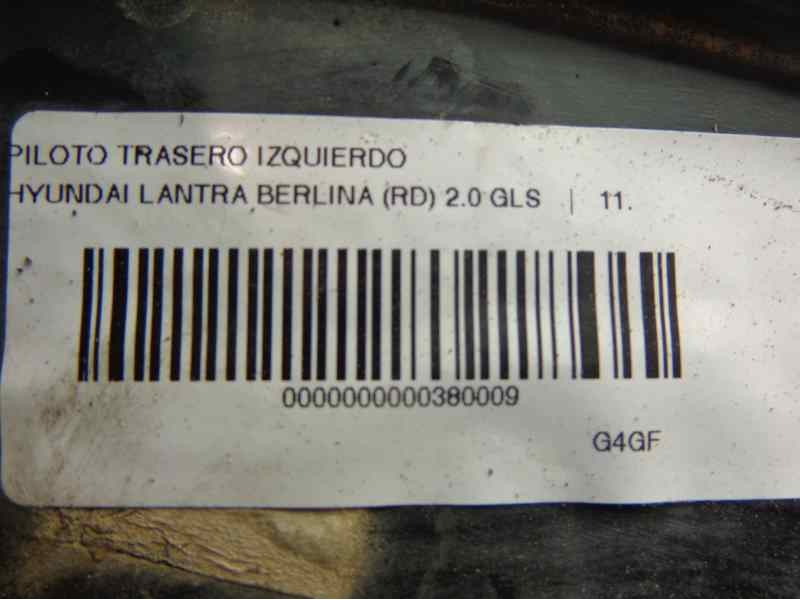 PILOTO TRASERO IZQUIERDO
HYUNDAI LANTRA BERLINA (RD) 2.0 GLS | 11.
0000000000380009
G4GF